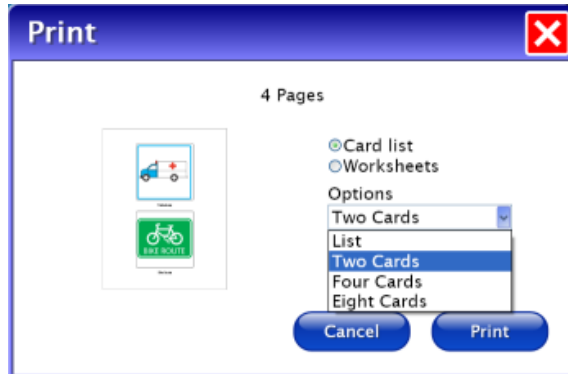 Print
4 Pages
Card list
Worksheets
Options
Two Cards
List
Two Cards
Four Cards
Eight Cards
BIKE ROUTE
Cancel
Print